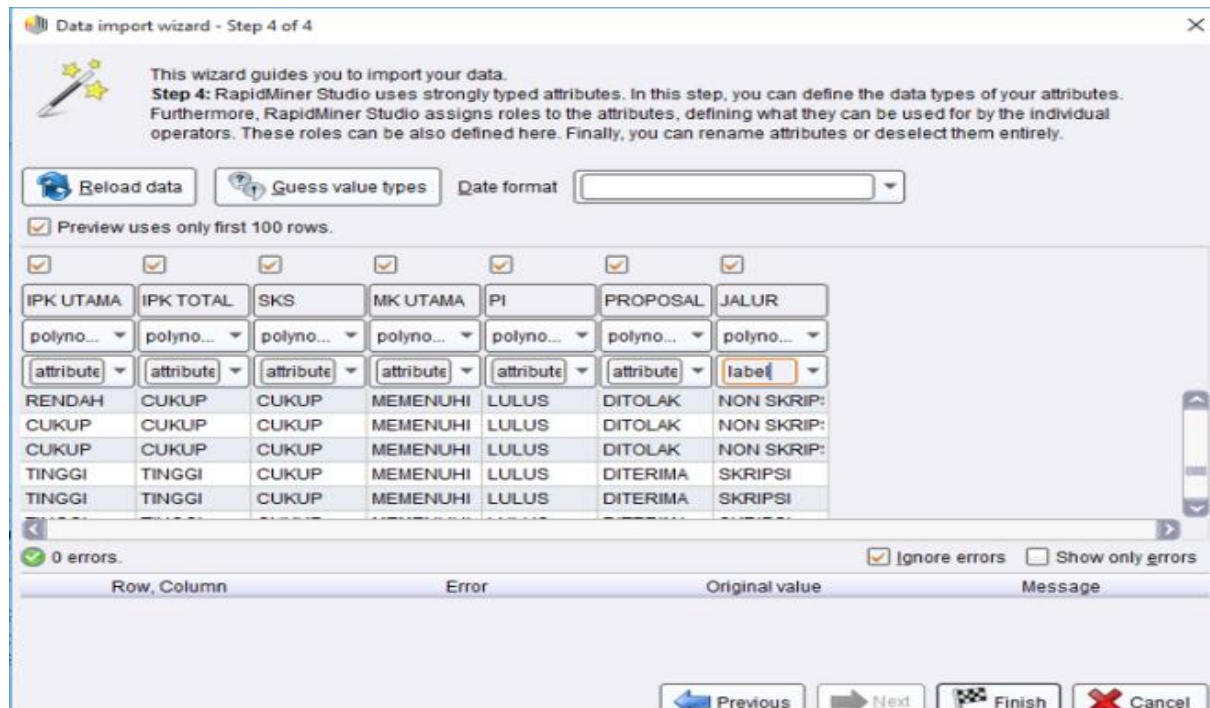 Data import wizard - Step 4 of 4
This wizard guides you to import your data.
Step 4: RapidMiner Studio uses strongly typed attributes. In this step, you can define the data types of your attributes.
Furthermore, RapidMiner Studio assigns roles to the attributes, defining what they can be used for by the individual
operators. These roles can be also defined here. Finally, you can rename attributes or deselect them entirely.
Reload data Guess value types Date format
Preview uses only first 100 rows.
IPK UTAMA IPK TOTAL SKS MK UTAMA PI PROPOSAL JALUR
polyno... polyno... polyno... polyno... polyno... polyno... polyno...
attribute attribute attribute attribute attribute attribute label
RENDAH CUKUP CUKUP MEMENUHI LULUS DITOLAK NON SKRIP
CUKUP CUKUP CUKUP MEMENUHI LULUS DITOLAK NON SKRIP
CUKUP CUKUP CUKUP MEMENUHI LULUS DITOLAK NON SKRIP
TINGGI TINGGI CUKUP MEMENUHI LULUS DITERIMA SKRIPSI
TINGGI TINGGI CUKUP MEMENUHI LULUS DITERIMA SKRIPSI
0 errors. Ignore errors Show only errors
Row, Column Error Original value Message
Previous Next Finish Cancel